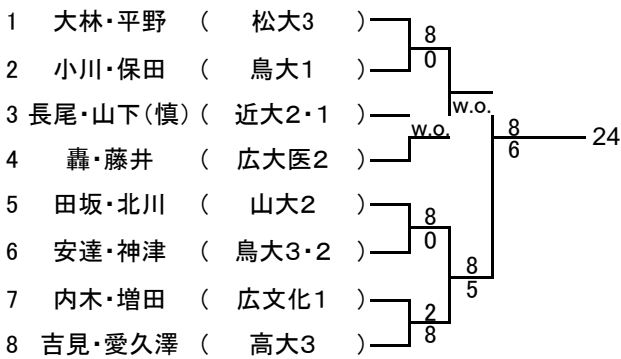 1 大林・平野 ( 松大3 )
8
0
2 小川・保田 ( 鳥大1 )
w.o.
3 長尾・山下(慎) ( 近大2・1 )
w.o.
8
6
24
4 轟・藤井 ( 広大医2 )
5 田坂・北川 ( 山大2 )
8
0
6 安達・神津 ( 鳥大3・2 )
8
5
7 内木・増田 ( 広文化1 )
2
8
8 吉見・愛久澤 ( 高大3 )